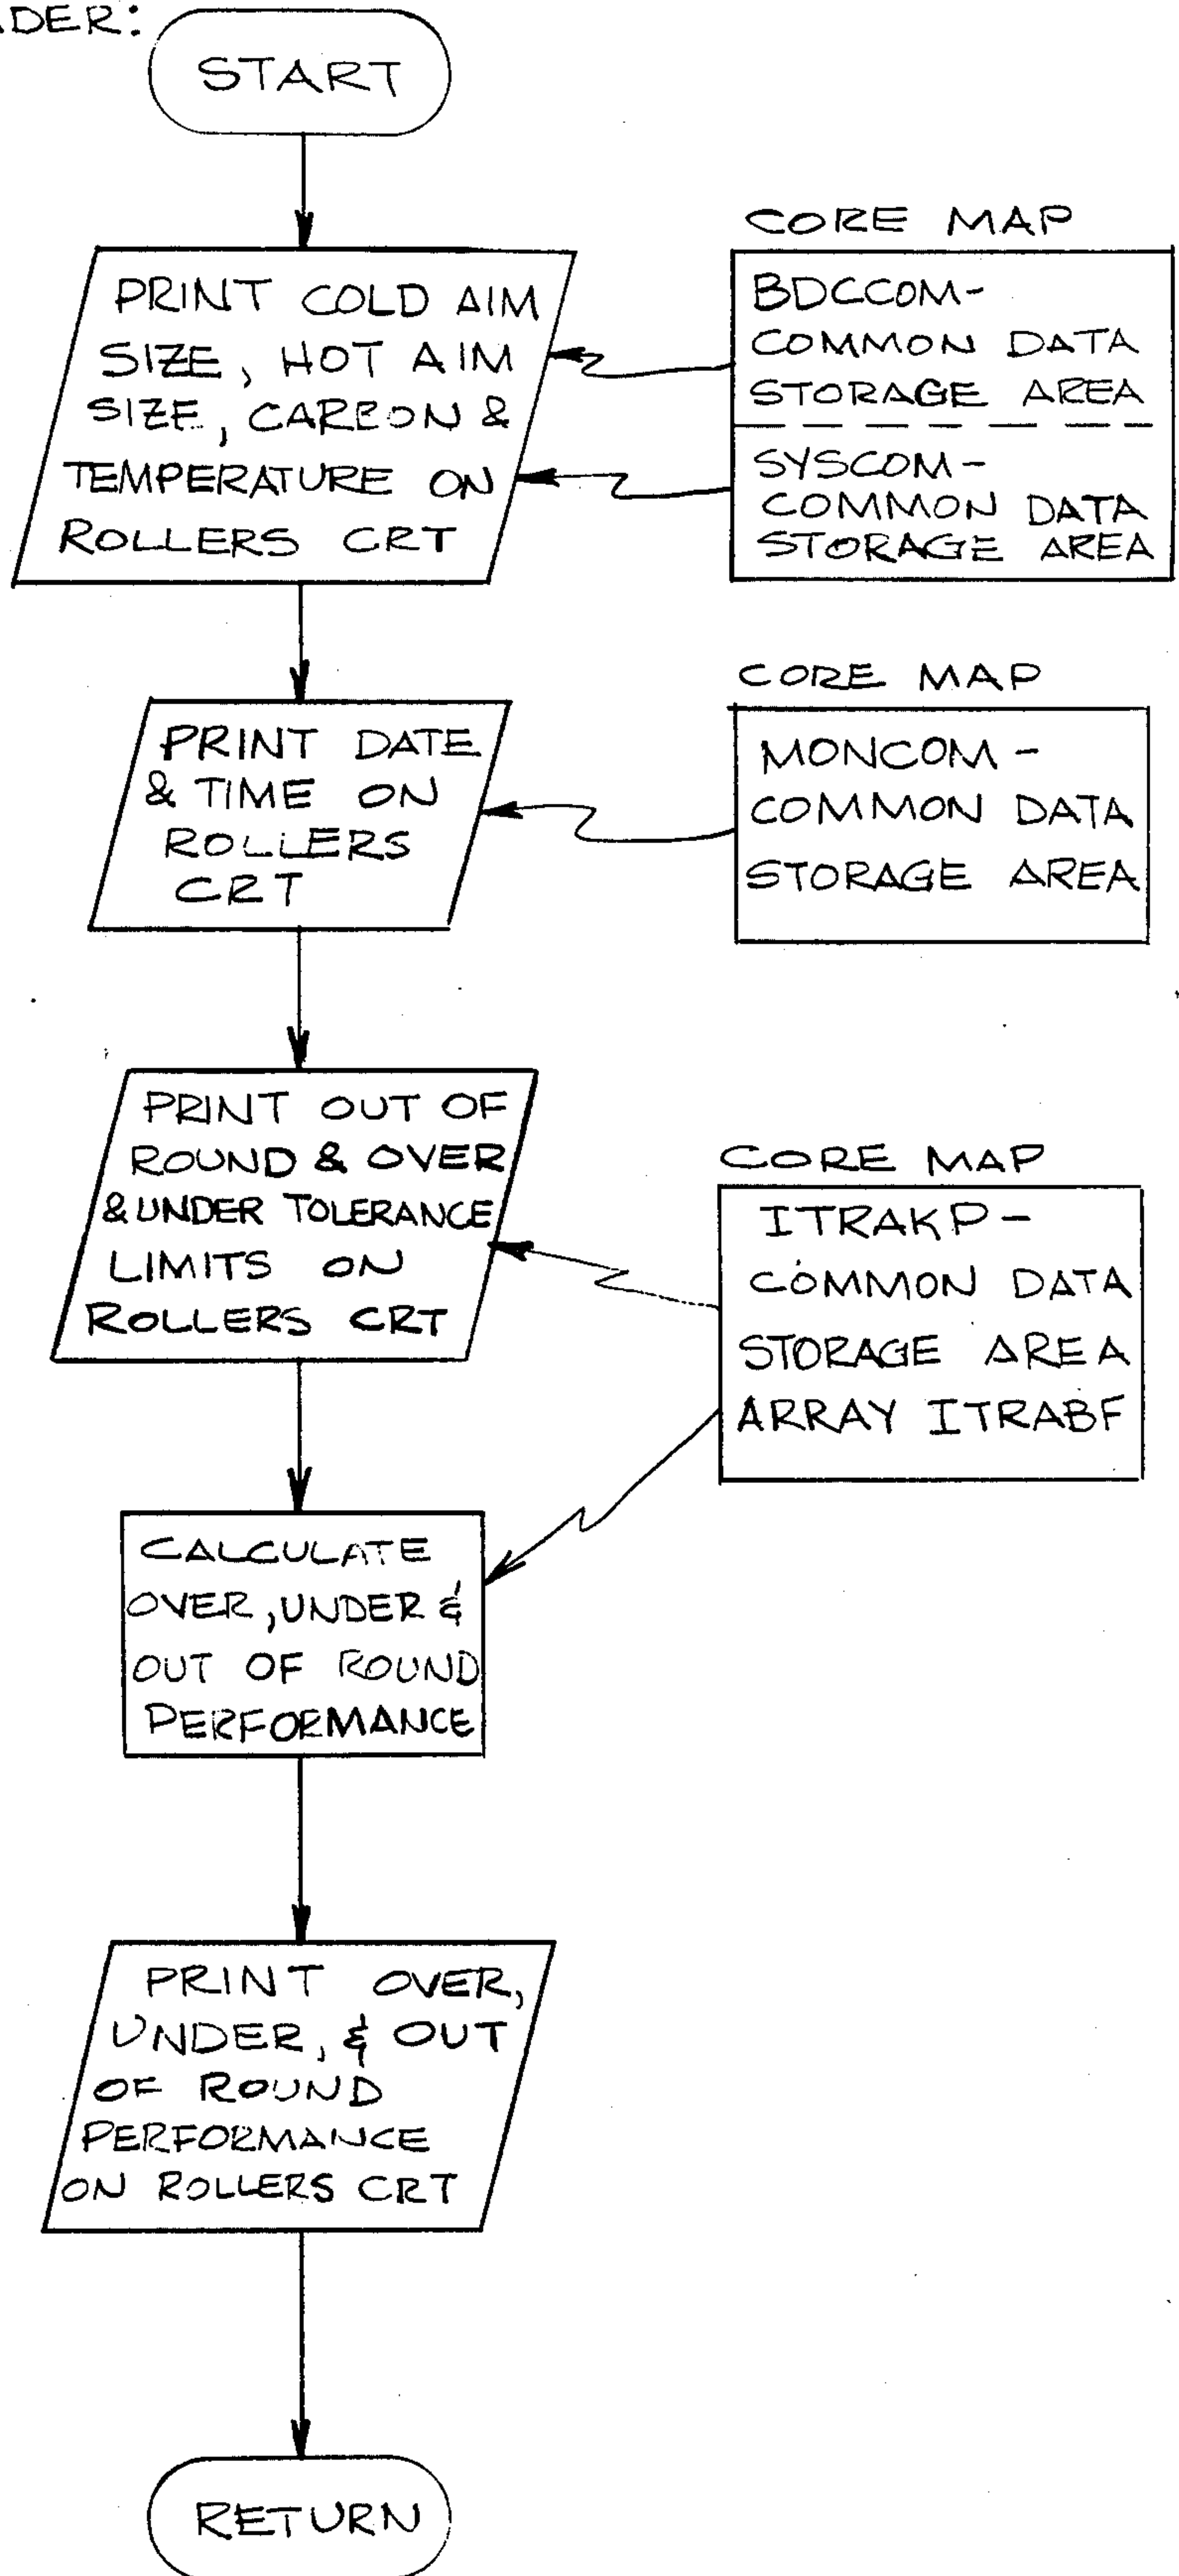 START
PRINT COLD AIM
SIZE, HOT AIM
SIZE, CARBON &
TEMPERATURE ON
ROLLERS CRT
CORE MAP
BDCCOM-
COMMON DATA
STORAGE AREA
SYSCOM-
COMMON DATA
STORAGE AREA
PRINT DATE
& TIME ON
ROLLERS
CRT
CORE MAP
MONCOM-
COMMON DATA
STORAGE AREA
PRINT OUT OF
ROUND & OVER
& UNDER TOLERANCE
LIMITS ON
ROLLERS CRT
CORE MAP
ITRAKP-
COMMON DATA
STORAGE AREA
ARRAY ITRABF
CALCULATE
OVER, UNDER &
OUT OF ROUND
PERFORMANCE
PRINT OVER,
UNDER, & OUT
OF ROUND
PERFORMANCE
ON ROLLERS CRT
RETURN